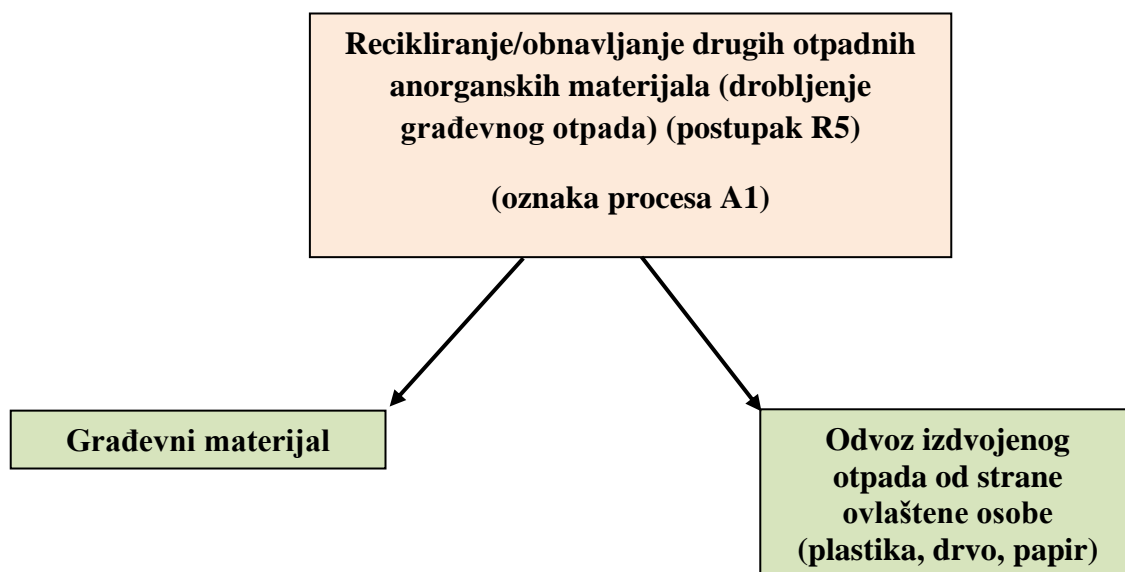 Recikliranje/obnavljanje drugih otpadnih
anorganskih materijala (drobljenje
građevnog otpada) (postupak R5)
(oznaka procesa A1)
Građevni materijal
Odvoz izdvojenog
otpada od strane
ovlaštene osobe
(plastika, drvo, papir)